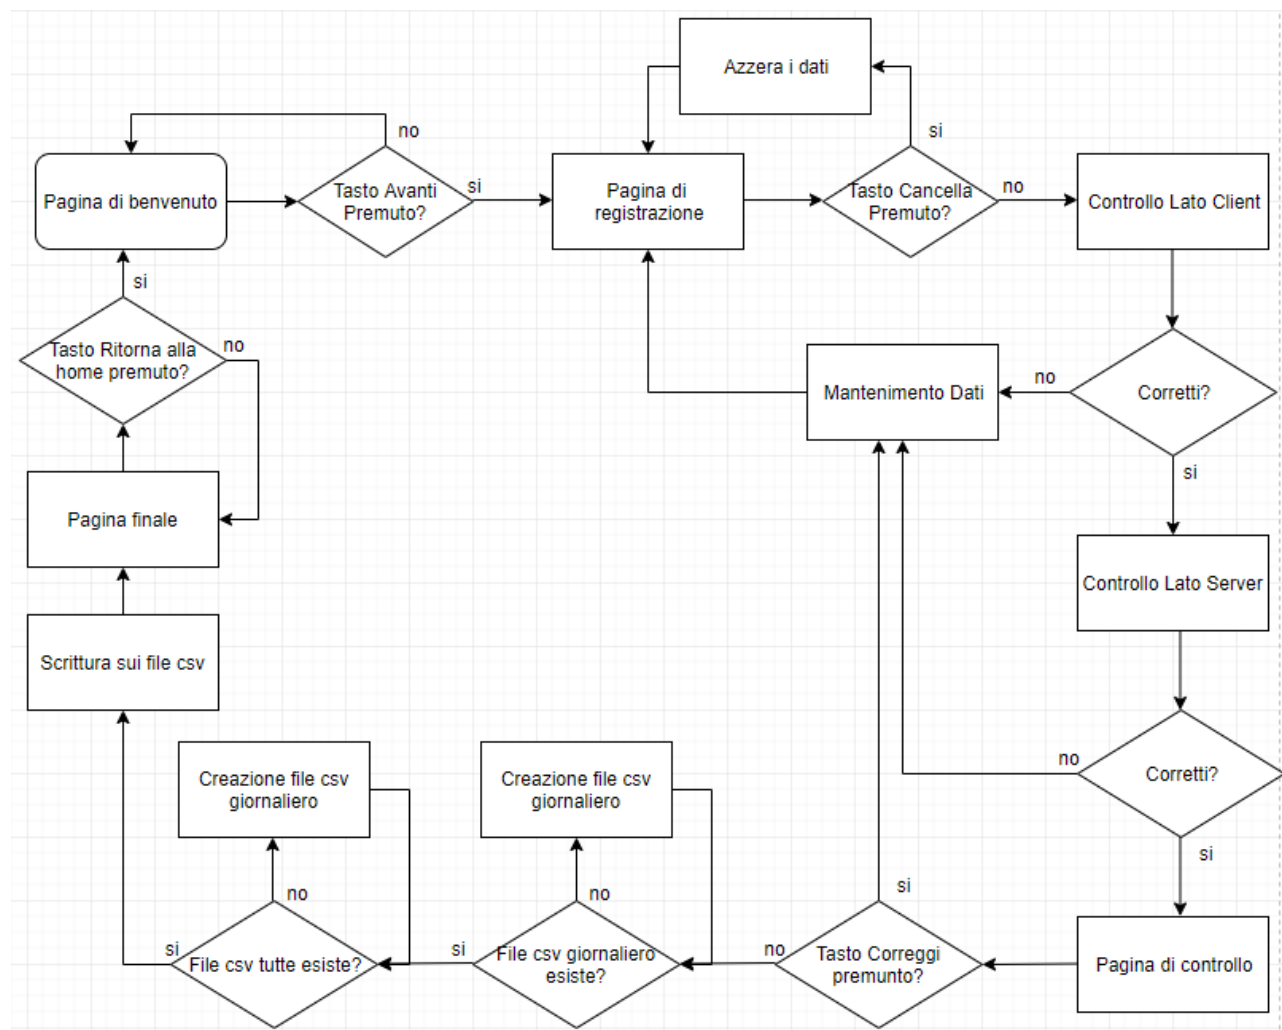 Azzera i dati
no
si
Pagina di benvenuto
Tasto Avanti
Premuto?
si
Pagina di
registrazione
Tasto Cancella
Premuto?
no
Controllo Lato Client
si
Tasto Ritorna alla
home premuto?
no
Mantenimento Dati
no
Corretti?
si
Pagina finale
Controllo Lato Server
Scrittura sui file csv
Creazione file csv
giornaliero
Creazione file csv
giornaliero
no
Corretti?
si
no
no
si
si
File csv tutte esiste?
si
File csv giornaliero
esiste?
no
Tasto Correggi
premunto?
Pagina di controllo